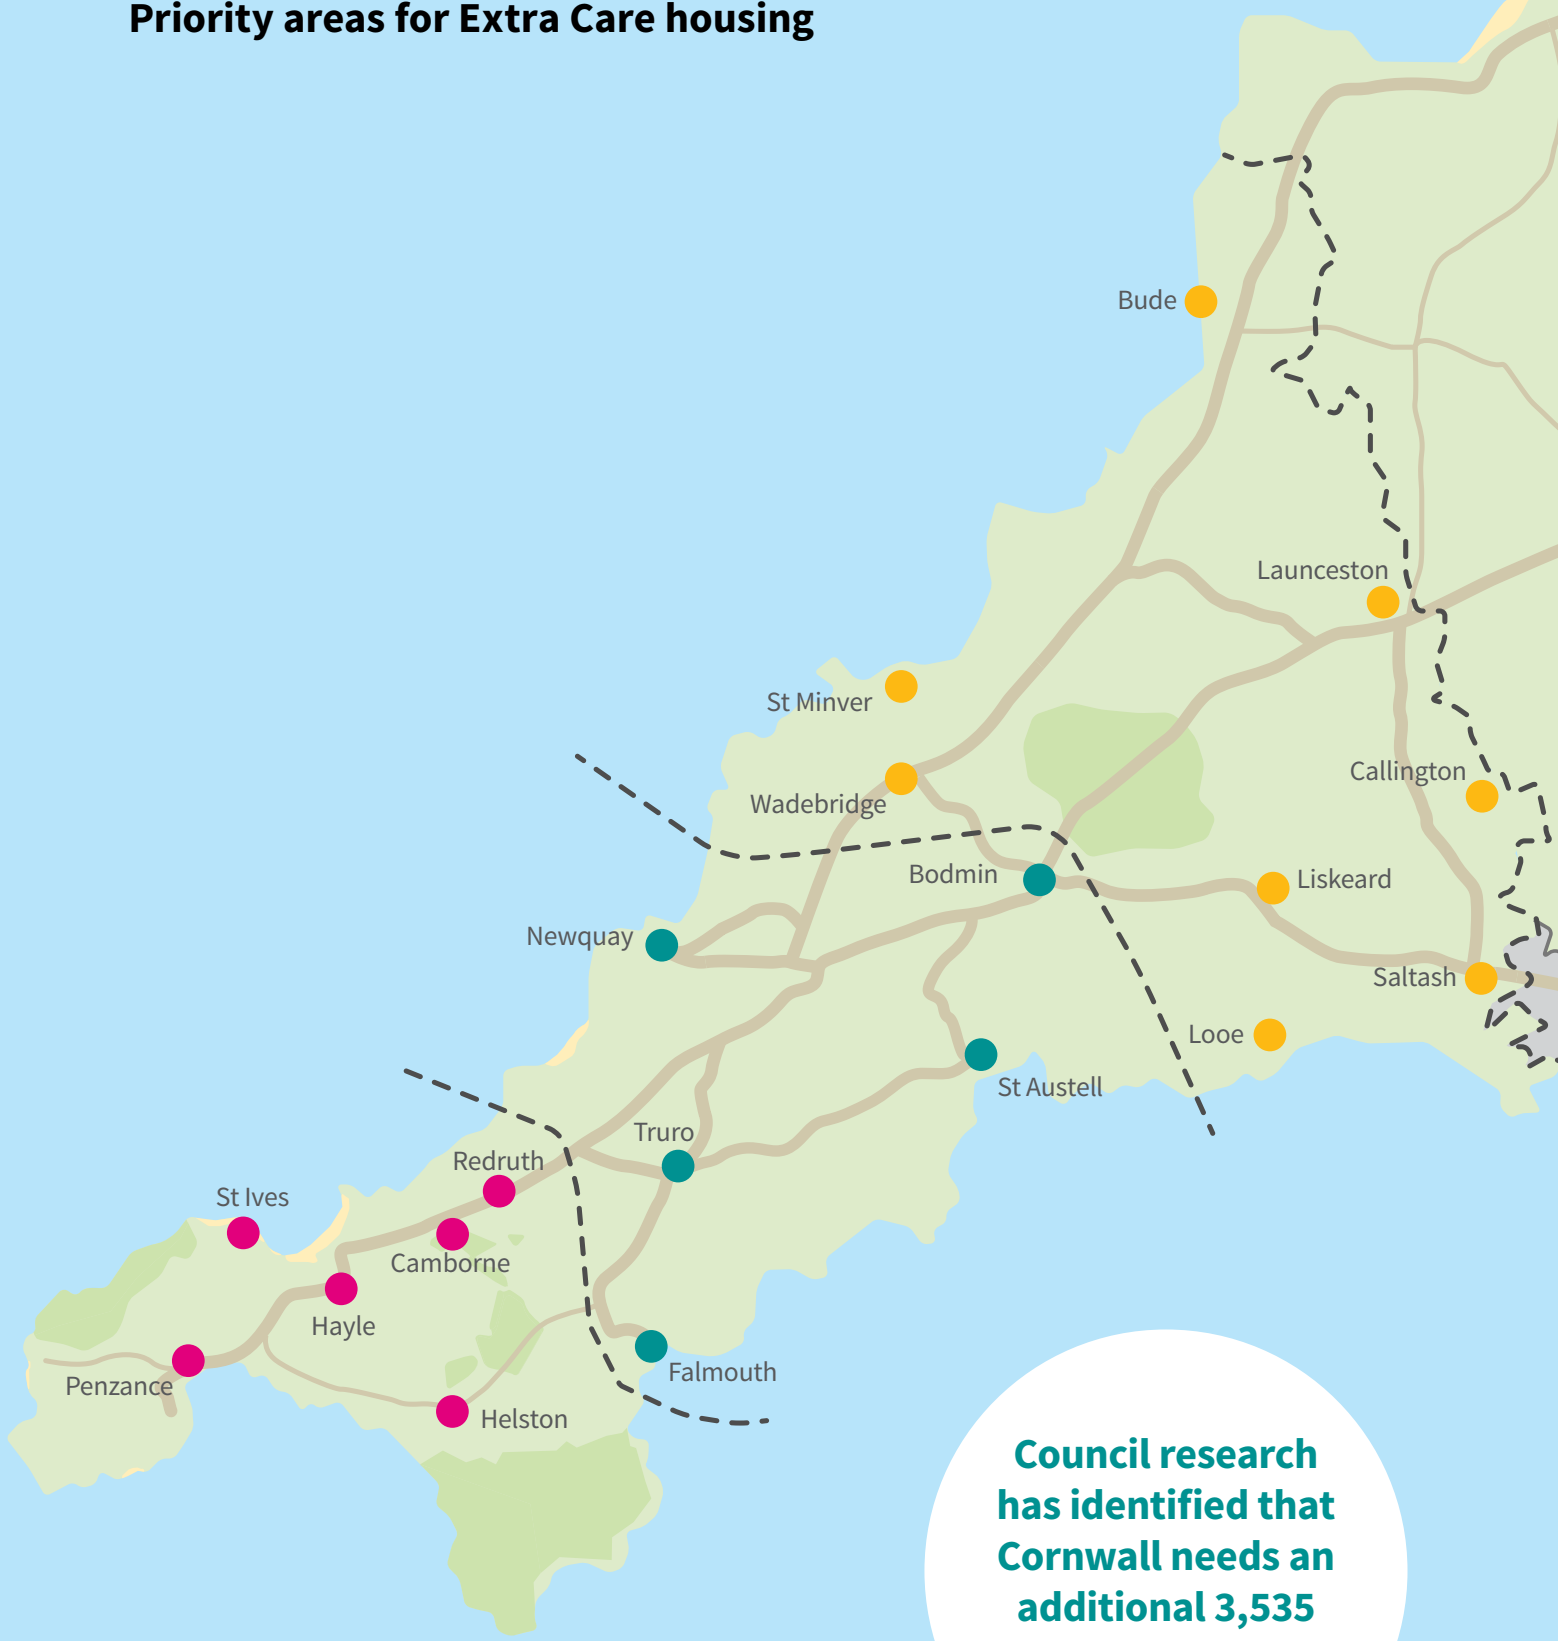 Priority areas for Extra Care housing
Bude
Launceston
St Minver
Callington
Wadebridge
Bodmin
Liskeard
Newquay
Saltash
Looe
St Austell
Truro
Redruth
St Ives
Camborne
Hayle
Falmouth
Penzance
Helston
Council research
has identified that
Cornwall needs an
additional 3,535